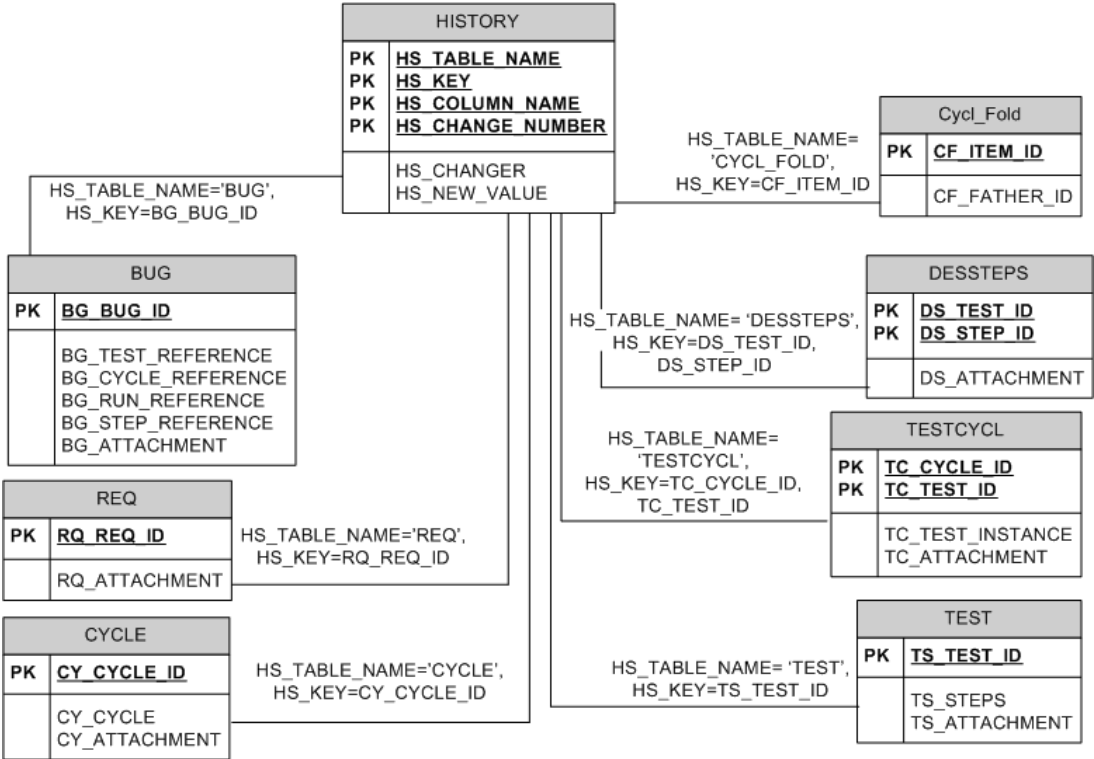 HISTORY
PK HS_TABLE_NAME
PK HS_KEY
PK HS_COLUMN_NAME
PK HS_CHANGE_NUMBER
HS_CHANGER
HS_NEW_VALUE
HS_TABLE_NAME='BUG',
HS_KEY=BG_BUG_ID
BUG
PK BG_BUG_ID
BG_TEST_REFERENCE
BG_CYCLE_REFERENCE
BG_RUN_REFERENCE
BG_STEP_REFERENCE
BG_ATTACHMENT
REQ
PK RQ_REQ_ID
RQ_ATTACHMENT
HS_TABLE_NAME='REQ',
HS_KEY=RQ_REQ_ID
CYCLE
PK CY_CYCLE_ID
CY_CYCLE
CY_ATTACHMENT
HS_TABLE_NAME='CYCLE',
HS_KEY=CY_CYCLE_ID
HS_TABLE_NAME=
'CYCL_FOLD',
HS_KEY=CF_ITEM_ID
Cycl_Fold
PK CF_ITEM_ID
CF_FATHER_ID
HS_TABLE_NAME= ‘DESSTEPS’,
HS_KEY=DS_TEST_ID,
DS_STEP_ID
DESSTEPS
PK DS_TEST_ID
PK DS_STEP_ID
DS_ATTACHMENT
HS_TABLE_NAME=
‘TESTCYCL’,
HS_KEY=TC_CYCLE_ID,
TC_TEST_ID
TESTCYCL
PK TC_CYCLE_ID
PK TC_TEST_ID
TC_TEST_INSTANCE
TC_ATTACHMENT
HS_TABLE_NAME= ‘TEST’,
HS_KEY=TS_TEST_ID
TEST
PK TS_TEST_ID
TS_STEPS
TS_ATTACHMENT